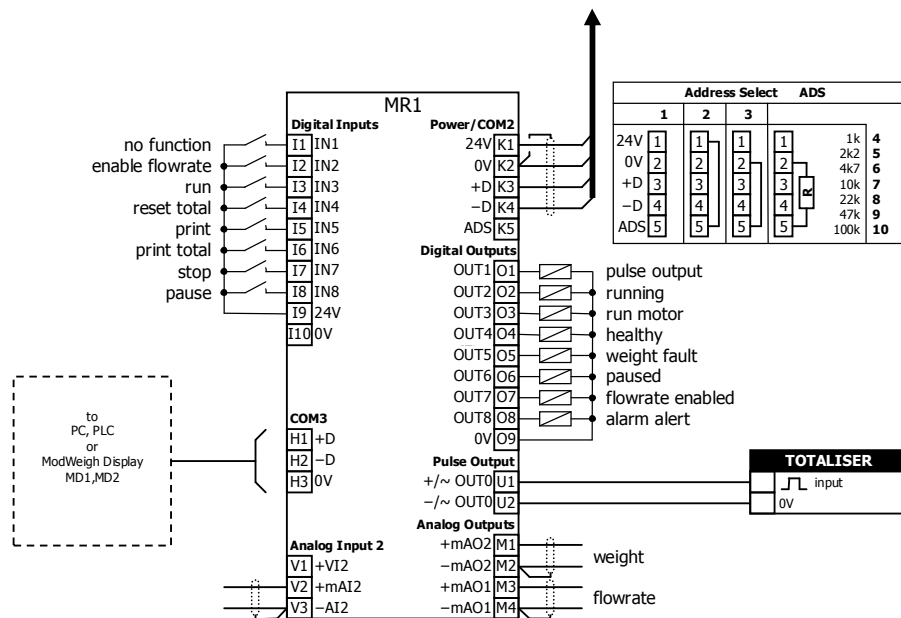 MR1
Digital Inputs
no function I1 IN1
enable flowrate I2 IN2
run I3 IN3
reset total I4 IN4
print I5 IN5
print total I6 IN6
stop I7 IN7
pause I8 IN8
I9 24V
I10 0V
Power/COM2
24V K1
0V K2
+D K3
−D K4
ADS K5
Address Select ADS
1 2 3
24V 1 1 1 1 1k 4
0V 2 2 2 2 2k2 5
4k7 6
+D 3 3 3 3 10k 7
−D 4 4 4 4 22k 8
47k 9
ADS 5 5 5 5 100k 10
R
Digital Outputs
OUT1 O1 pulse output
OUT2 O2 running
OUT3 O3 run motor
OUT4 O4 healthy
OUT5 O5 weight fault
OUT6 O6 paused
OUT7 O7 flowrate enabled
OUT8 O8 alarm alert
0V O9
to
PC, PLC
or
ModWeigh Display
MD1,MD2
COM3
H1 +D
H2 −D
H3 0V
Pulse Output
+/~ OUT0 U1
−/~ OUT0 U2
TOTALISER
input
0V
Analog Input 2
V1 +VI2
V2 +mAI2
V3 −AI2
Analog Outputs
+mAO2 M1
−mAO2 M2
weight
+mAO1 M3
−mAO1 M4
flowrate